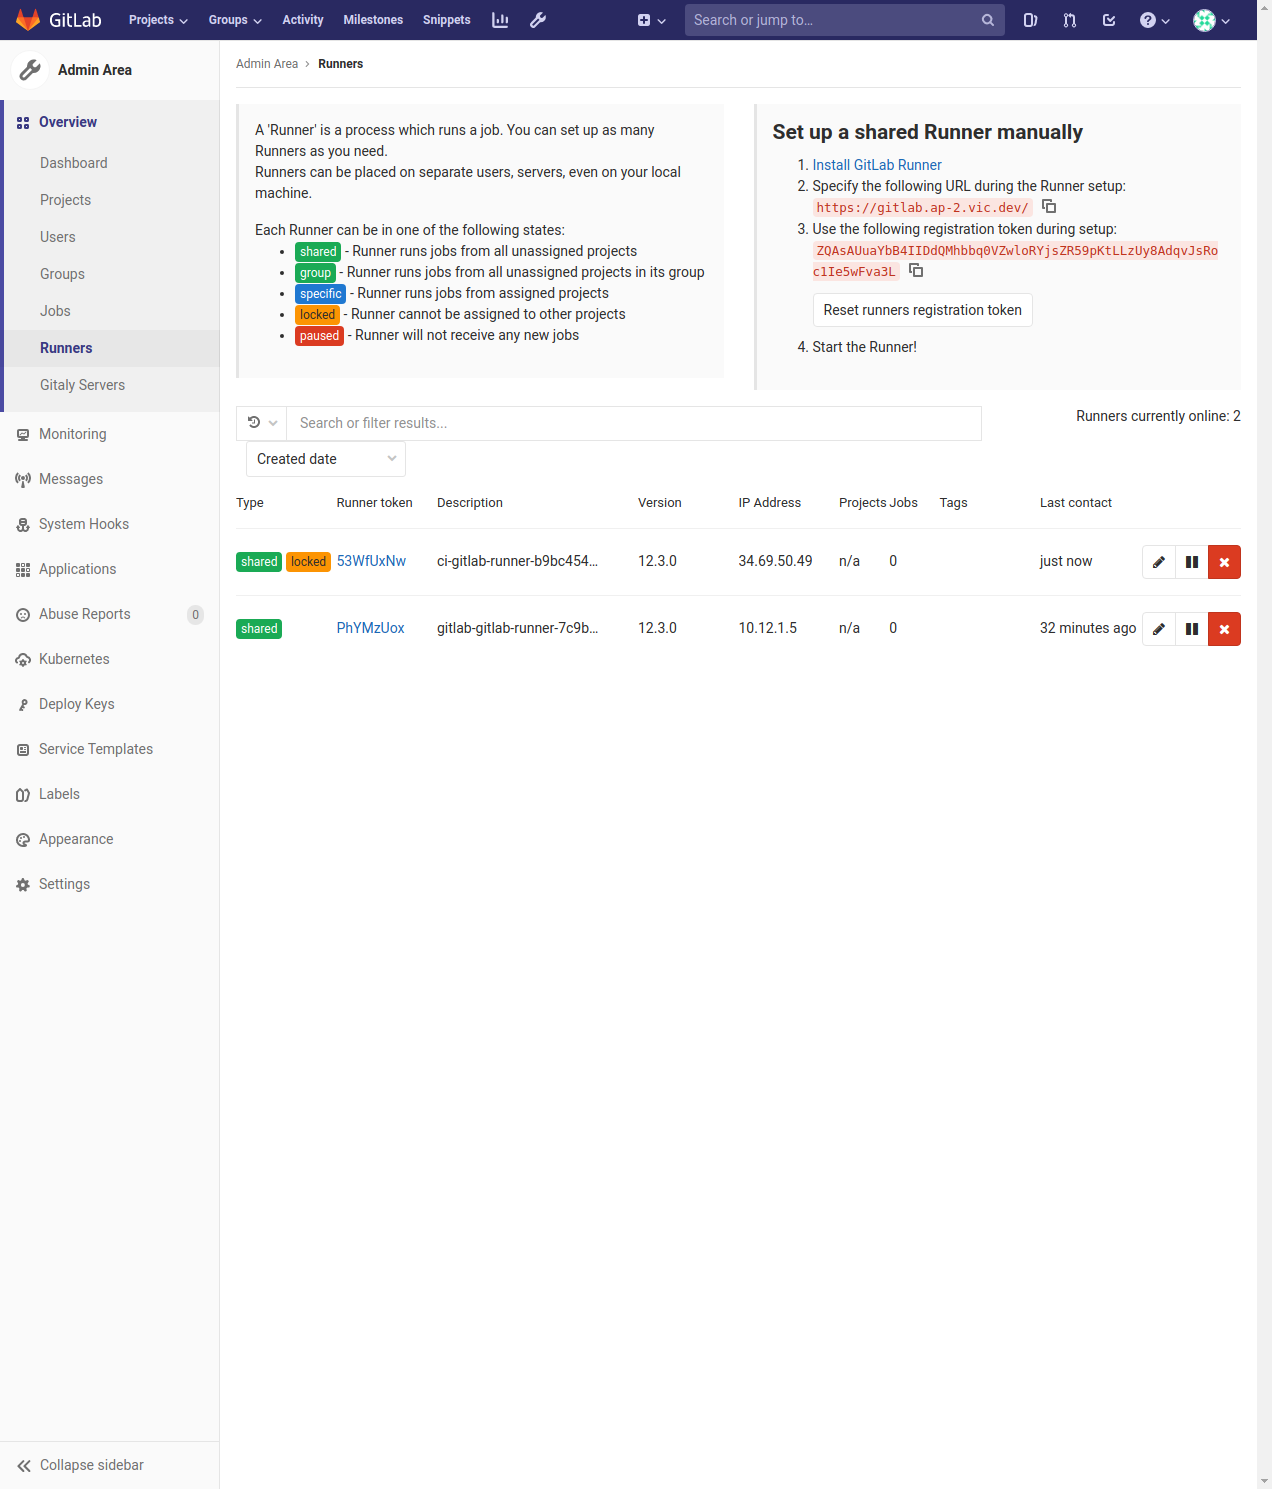 GitLab
Projects
Groups
Activity
Milestones
Snippets
Search or jump to…
Admin Area
Overview
Dashboard
Projects
Users
Groups
Jobs
Runners
Gitaly Servers
Monitoring
Messages
System Hooks
Applications
Abuse Reports 0
Kubernetes
Deploy Keys
Service Templates
Labels
Appearance
Settings
Collapse sidebar
Admin Area › Runners
A 'Runner' is a process which runs a job. You can set up as many
Runners as you need.
Runners can be placed on separate users, servers, even on your local
machine.
Each Runner can be in one of the following states:
• shared - Runner runs jobs from all unassigned projects
• group - Runner runs jobs from all unassigned projects in its group
• specific - Runner runs jobs from assigned projects
• locked - Runner cannot be assigned to other projects
• paused - Runner will not receive any new jobs
Set up a shared Runner manually
1. Install GitLab Runner
2. Specify the following URL during the Runner setup:
https://gitlab.ap-2.vic.dev/
3. Use the following registration token during setup:
ZQAsAUuaYbB4IIDdQMhbbq0VZwloRYjsZR59pKtLLzUy8AdqvJsRo
c1Ie5wFva3L
Reset runners registration token
4. Start the Runner!
Search or filter results...
Runners currently online: 2
Created date
Type Runner token Description Version IP Address Projects Jobs Tags Last contact
shared locked 53WfUxNw ci-gitlab-runner-b9bc454… 12.3.0 34.69.50.49 n/a 0 just now
shared PhYMzUox gitlab-gitlab-runner-7c9b… 12.3.0 10.12.1.5 n/a 0 32 minutes ago